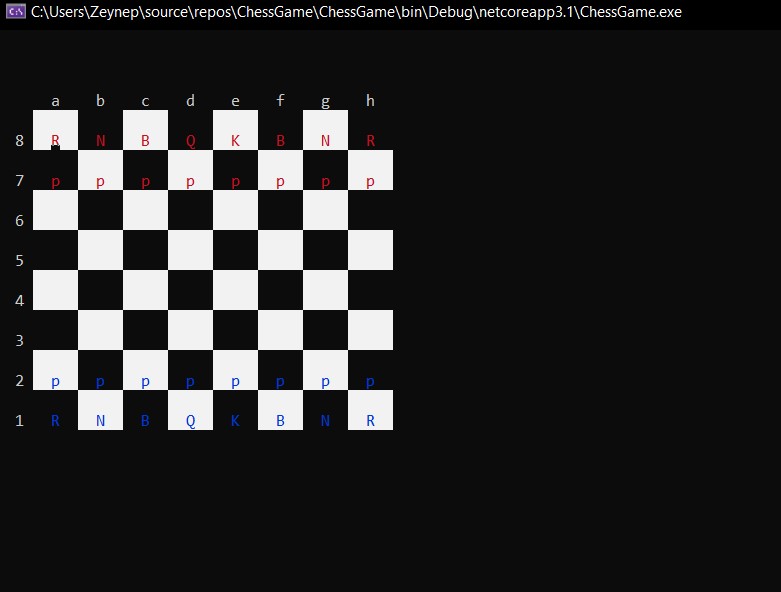 C:\Users\Zeynep\source\repos\ChessGame\ChessGame\bin\Debug\netcoreapp3.1\ChessGame.exe
a b c d e f g h
8 R N B Q K B N R
7 p p p p p p p p
6
5
4
3
2 p p p p p p p p
1 R N B Q K B N R